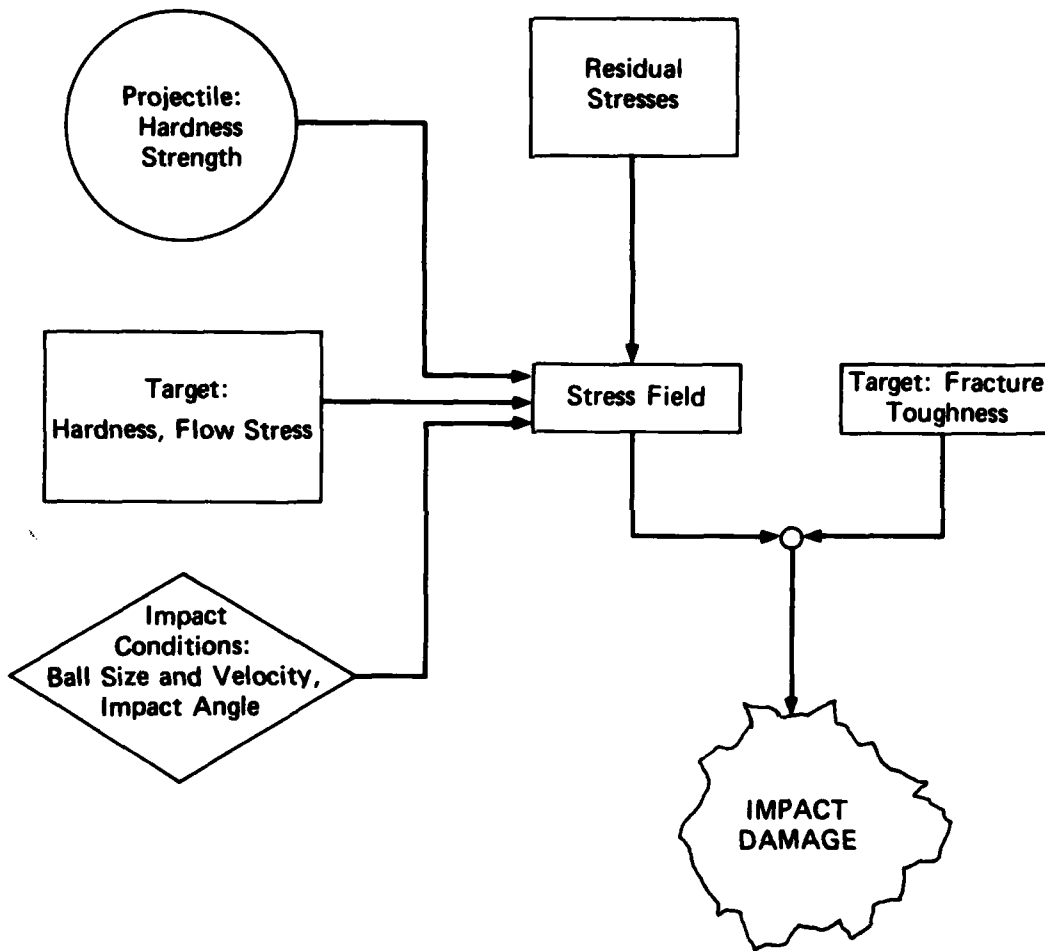 Projectile:
Hardness
Strength
Residual
Stresses
Target:
Hardness, Flow Stress
Stress Field
Target: Fracture
Toughness
Impact
Conditions:
Ball Size and Velocity,
Impact Angle
IMPACT
DAMAGE